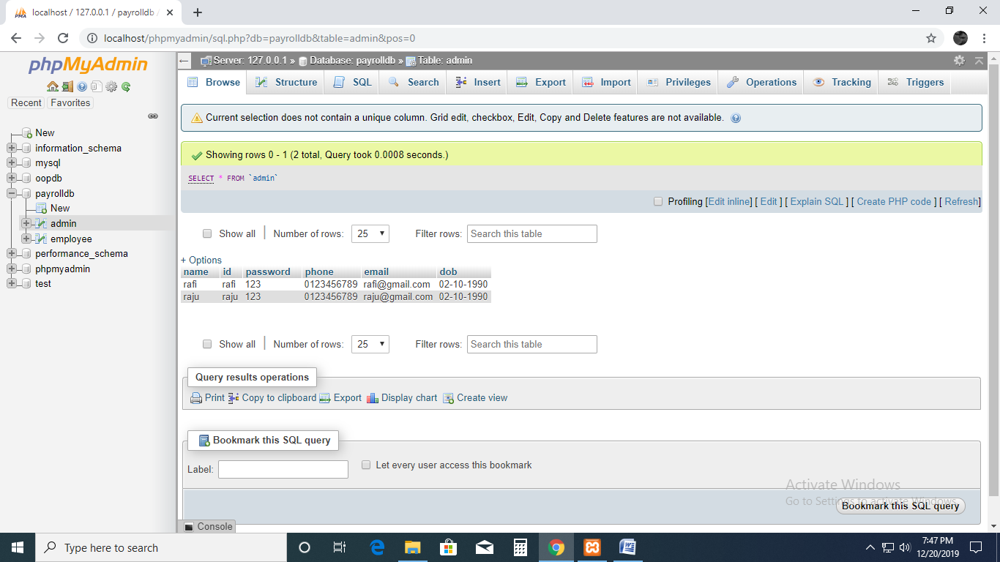 localhost / 127.0.0.1 / payrolldb /
localhost/phpmyadmin/sql.php?db=payrolldb&table=admin&pos=0
phpMyAdmin
Recent Favorites
New
information_schema
mysql
oopdb
payrolldb
New
admin
employee
performance_schema
phpmyadmin
test
Server: 127.0.0.1 » Database: payrolldb » Table: admin
Browse Structure SQL Search Insert Export Import Privileges Operations Tracking Triggers
Current selection does not contain a unique column. Grid edit, checkbox, Edit, Copy and Delete features are not available.
Showing rows 0 - 1 (2 total, Query took 0.0008 seconds.)
SELECT * FROM `admin`
Profiling [Edit inline] [ Edit ] [ Explain SQL ] [ Create PHP code ] [ Refresh]
Show all | Number of rows: 25 Filter rows: Search this table
+ Options
name id password phone email dob
rafi rafi 123 0123456789 rafi@gmail.com 02-10-1990
raju raju 123 0123456789 raju@gmail.com 02-10-1990
Show all | Number of rows: 25 Filter rows: Search this table
Query results operations
Print Copy to clipboard Export Display chart Create view
Bookmark this SQL query
Label: Let every user access this bookmark
Activate Windows
Go to Settings to activate Windows.
Bookmark this SQL query
Console
Type here to search
7:47 PM
12/20/2019